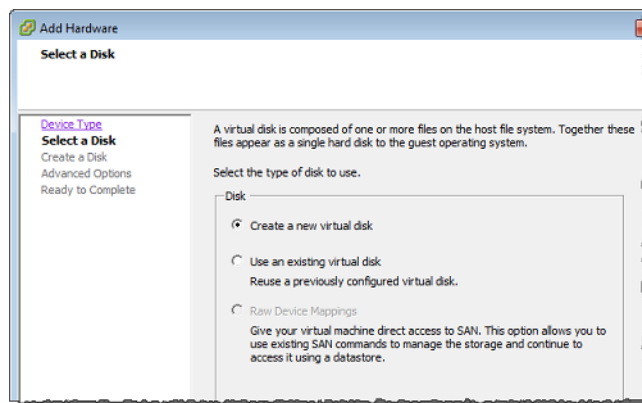 Add Hardware
Select a Disk
Device Type
Select a Disk
Create a Disk
Advanced Options
Ready to Complete
A virtual disk is composed of one or more files on the host file system. Together these
files appear as a single hard disk to the guest operating system.
Select the type of disk to use.
Disk
Create a new virtual disk
Use an existing virtual disk
Reuse a previously configured virtual disk.
Raw Device Mappings
Give your virtual machine direct access to SAN. This option allows you to
use existing SAN commands to manage the storage and continue to
access it using a datastore.